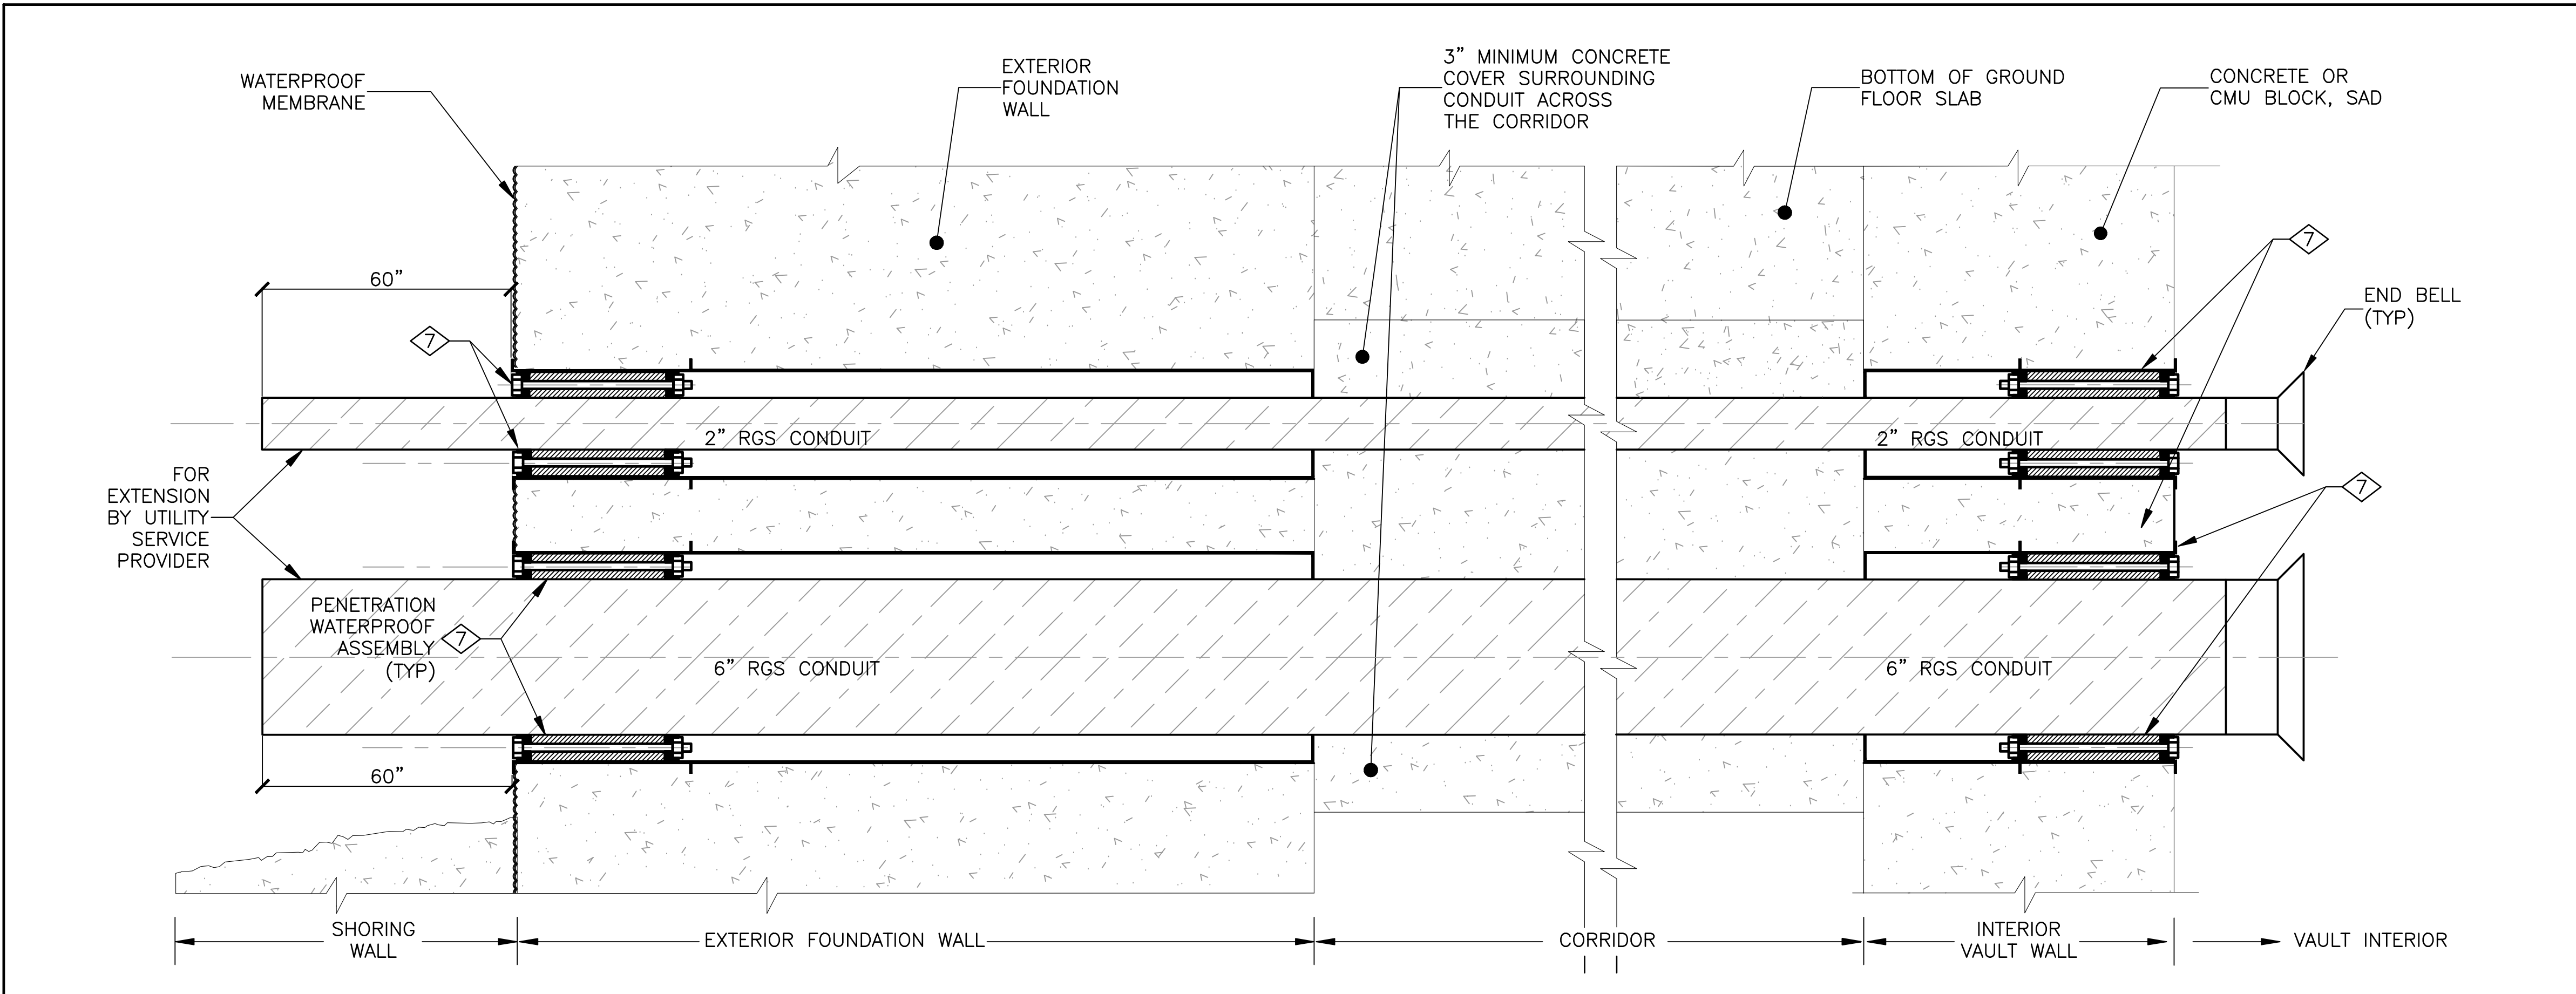 WATERPROOF
MEMBRANE
EXTERIOR
FOUNDATION
WALL
3” MINIMUM CONCRETE
COVER SURROUNDING
CONDUIT ACROSS
THE CORRIDOR
BOTTOM OF GROUND
FLOOR SLAB
CONCRETE OR
CMU BLOCK, SAD
60”
7
7
END BELL
(TYP)
2” RGS CONDUIT
2” RGS CONDUIT
FOR
EXTENSION
BY UTILITY
SERVICE
PROVIDER
7
PENETRATION
WATERPROOF
ASSEMBLY
(TYP)
7
6” RGS CONDUIT
6” RGS CONDUIT
60”
SHORING
WALL
EXTERIOR FOUNDATION WALL
CORRIDOR
INTERIOR
VAULT WALL
VAULT INTERIOR